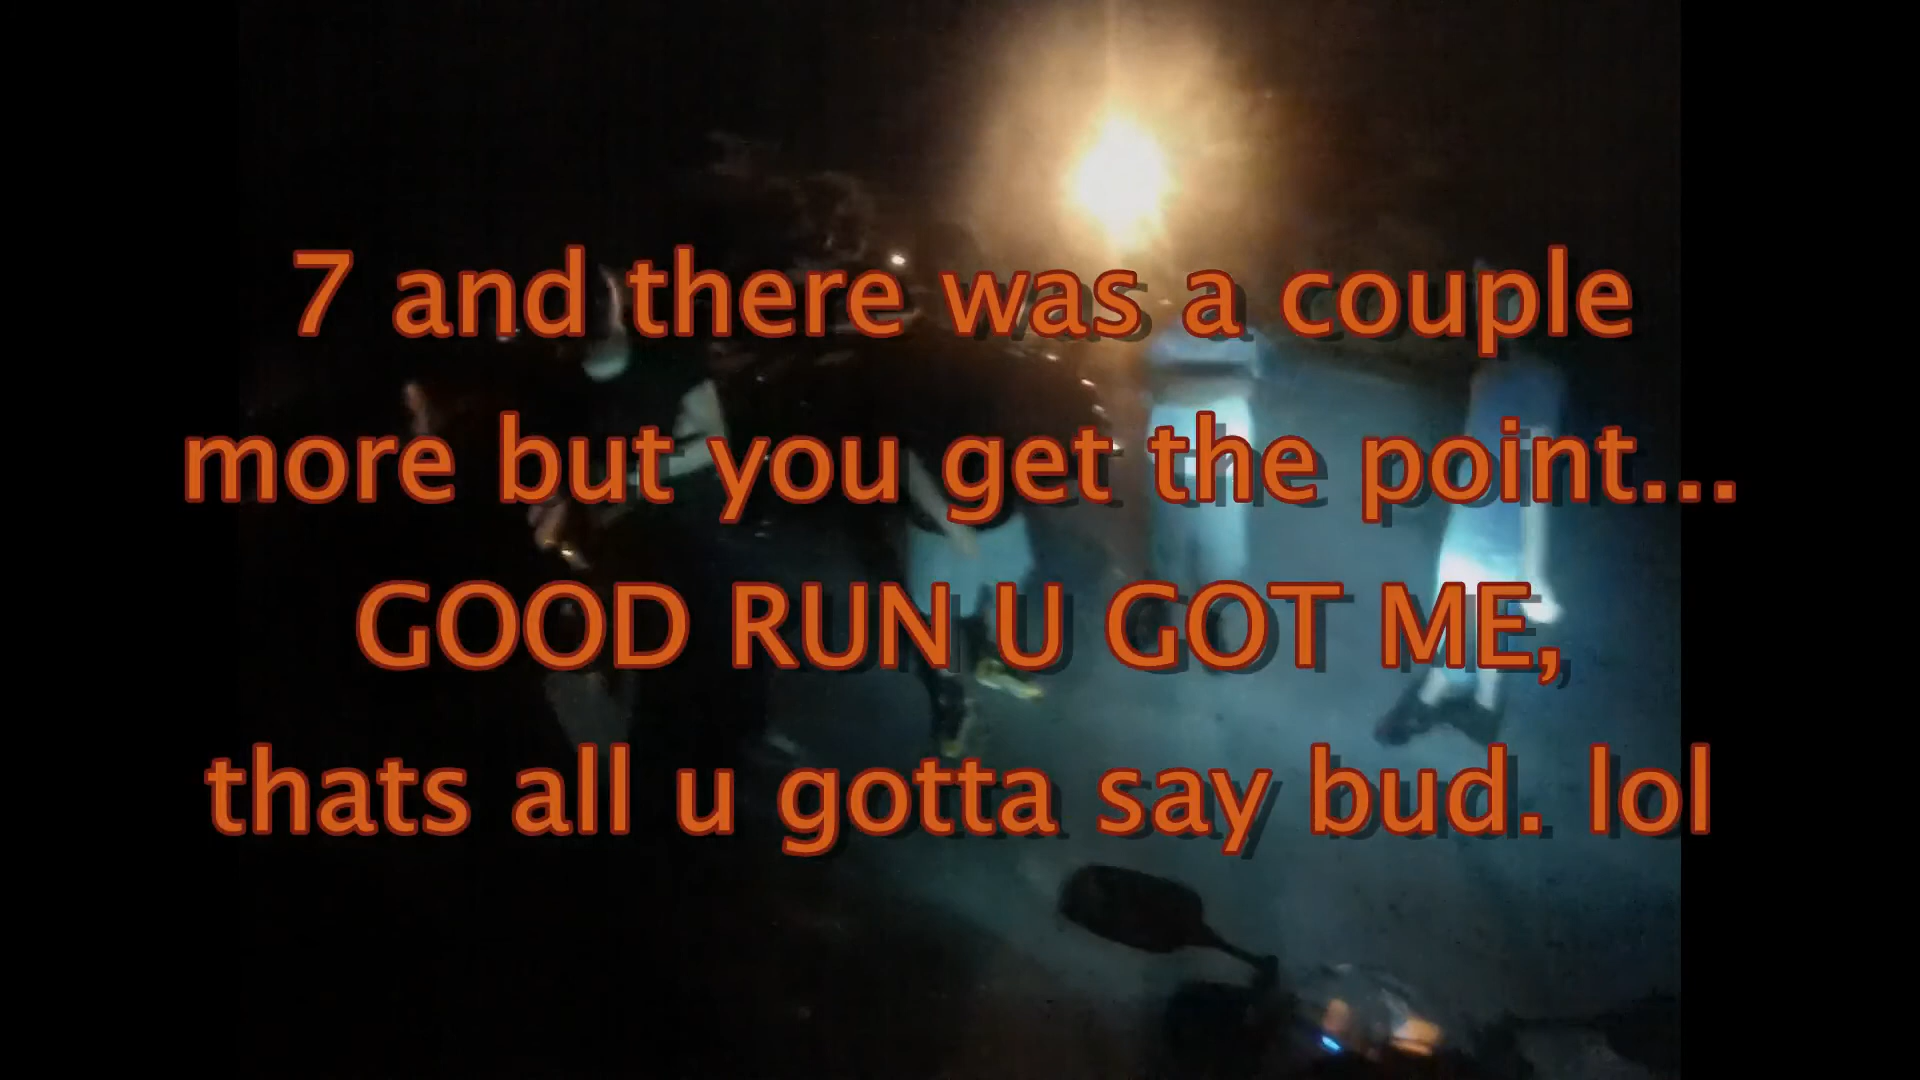 7 and there was a couple
more but you get the point...
GOOD RUN U GOT ME,
thats all u gotta say bud. lol